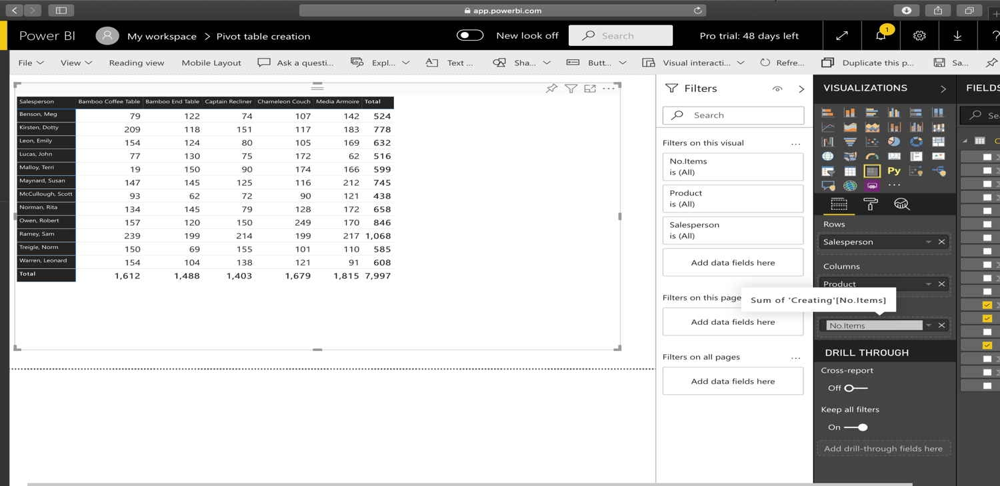 app.powerbi.com
Power BI My workspace > Pivot table creation New look off Search Pro trial: 48 days left 1 ?
File View Reading view Mobile Layout Ask a questi... Expl... Text ... Sha... Butt... Visual interacti... Refre... Duplicate this p... Sa...
Salesperson Bamboo Coffee Table Bamboo End Table Captain Recliner Chameleon Couch Media Armoire Total
Benson, Meg 79 122 74 107 142 524
Kirsten, Dotty 209 118 151 117 183 778
Leon, Emily 154 124 80 105 169 632
Lucas, John 77 130 75 172 62 516
Malloy, Terri 19 150 90 174 166 599
Maynard, Susan 147 145 125 116 212 745
McCullough, Scott 93 62 72 90 121 438
Norman, Rita 134 145 79 128 172 658
Owen, Robert 157 120 150 249 170 846
Ramey, Sam 239 199 214 199 217 1,068
Treigle, Norm 150 69 155 101 110 585
Warren, Leonard 154 104 138 121 91 608
Total 1,612 1,488 1,403 1,679 1,815 7,997
Filters
Search
Filters on this visual ...
No.Items
is (All)
Product
is (All)
Salesperson
is (All)
Add data fields here
Filters on this page
Add data fields here
Filters on all pages ...
Add data fields here
VISUALIZATIONS
123
Py
...
Rows
Salesperson
Columns
Product
Sum of 'Creating'[No.Items]
No.Items
DRILL THROUGH
Cross-report
Off
Keep all filters
On
Add drill-through fields here
FIELDS
Se